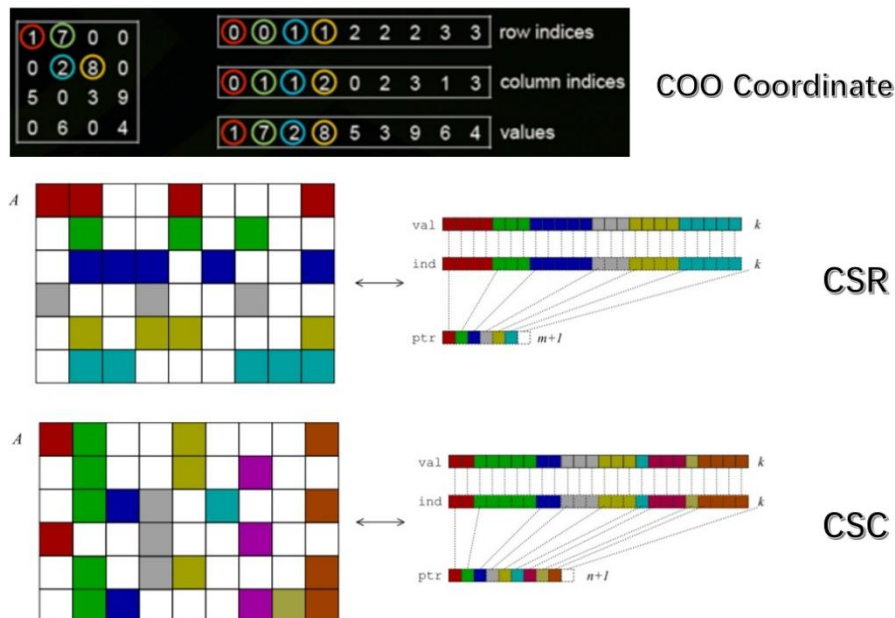 1 7 0 0
0 2 8 0
5 0 3 9
0 6 0 4
0 0 1 1 2 2 2 3 3 row indices
0 1 1 2 0 2 3 1 3 column indices
1 7 2 8 5 3 9 6 4 values
COO Coordinate
A
val k
ind k
ptr m+1
CSR
A
val k
ind k
ptr n+1
CSC